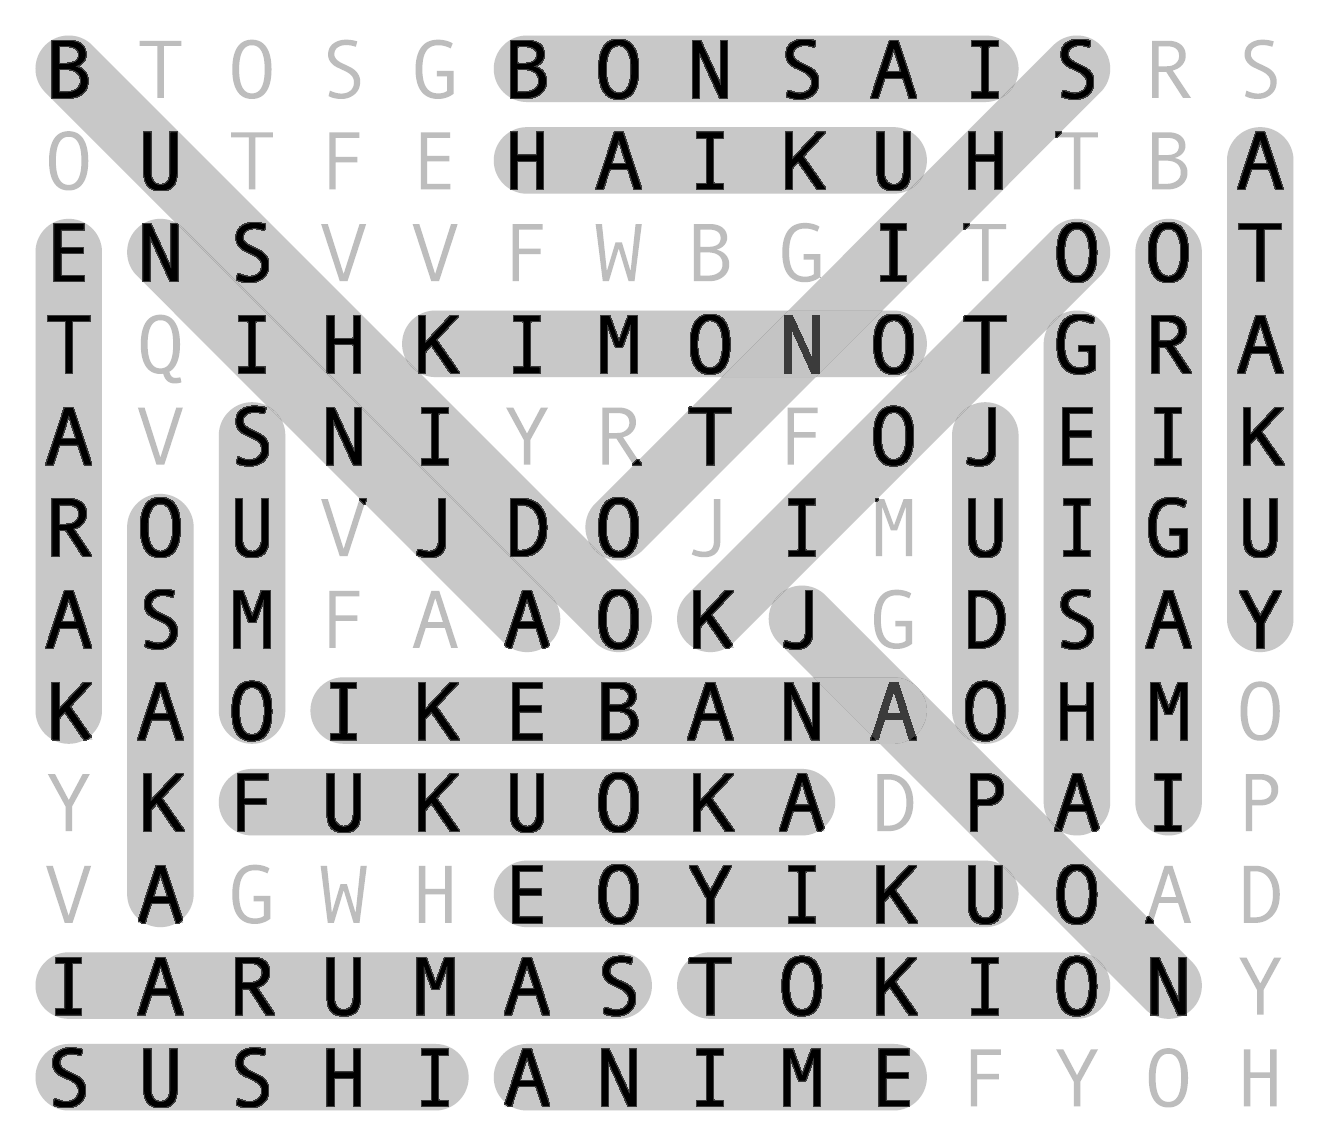 B T O S G B O N S A I S R S
O U T F E H A I K U H T B A
E N S V V F W B G I T O O T
T Q I H K I M O N O T G R A
A V S N I Y R T F O J E I K
R O U V J D O J I M U I G U
A S M F A A O K J G D S A Y
K A O I K E B A N A O H M O
Y K F U K U O K A D P A I P
V A G W H E O Y I K U O A D
I A R U M A S T O K I O N Y
S U S H I A N I M E F Y O H